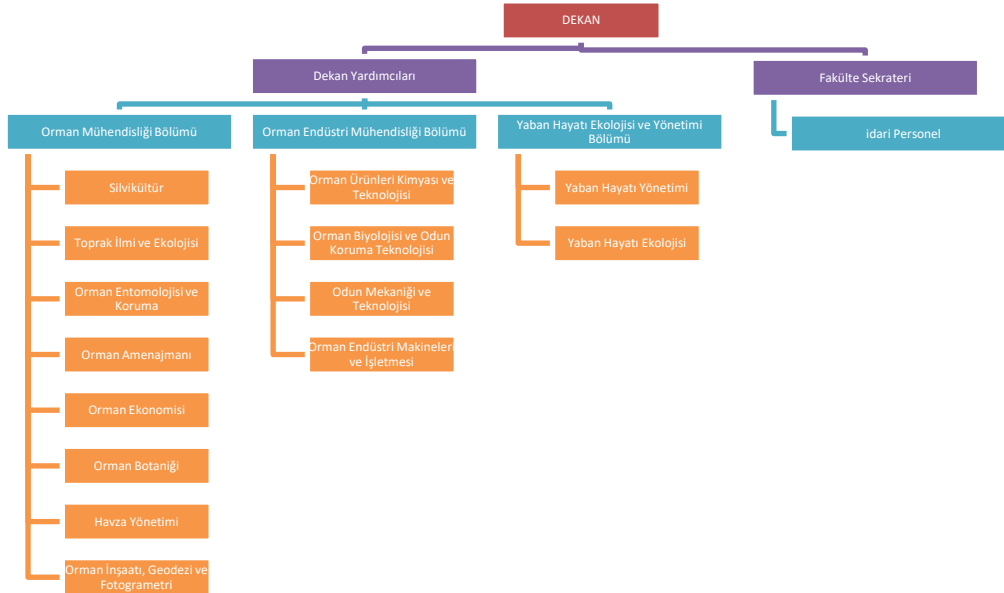 DEKAN
Dekan Yardımcıları
Fakülte Sekrateri
Orman Mühendisliği Bölümü
Orman Endüstri Mühendisliği Bölümü
Yaban Hayatı Ekolojisi ve Yönetimi
Bölümü
idari Personel
Silvikültür
Toprak İlmi ve Ekolojisi
Orman Entomolojisi ve
Koruma
Orman Amenajmanı
Orman Ekonomisi
Orman Botaniği
Havza Yönetimi
Orman İnşaatı, Geodezi ve
Fotogrametri
Orman Ürünleri Kimyası ve
Teknolojisi
Orman Biyolojisi ve Odun
Koruma Teknolojisi
Odun Mekaniği ve
Teknolojisi
Orman Endüstri Makineleri
ve İşletmesi
Yaban Hayatı Yönetimi
Yaban Hayatı Ekolojisi